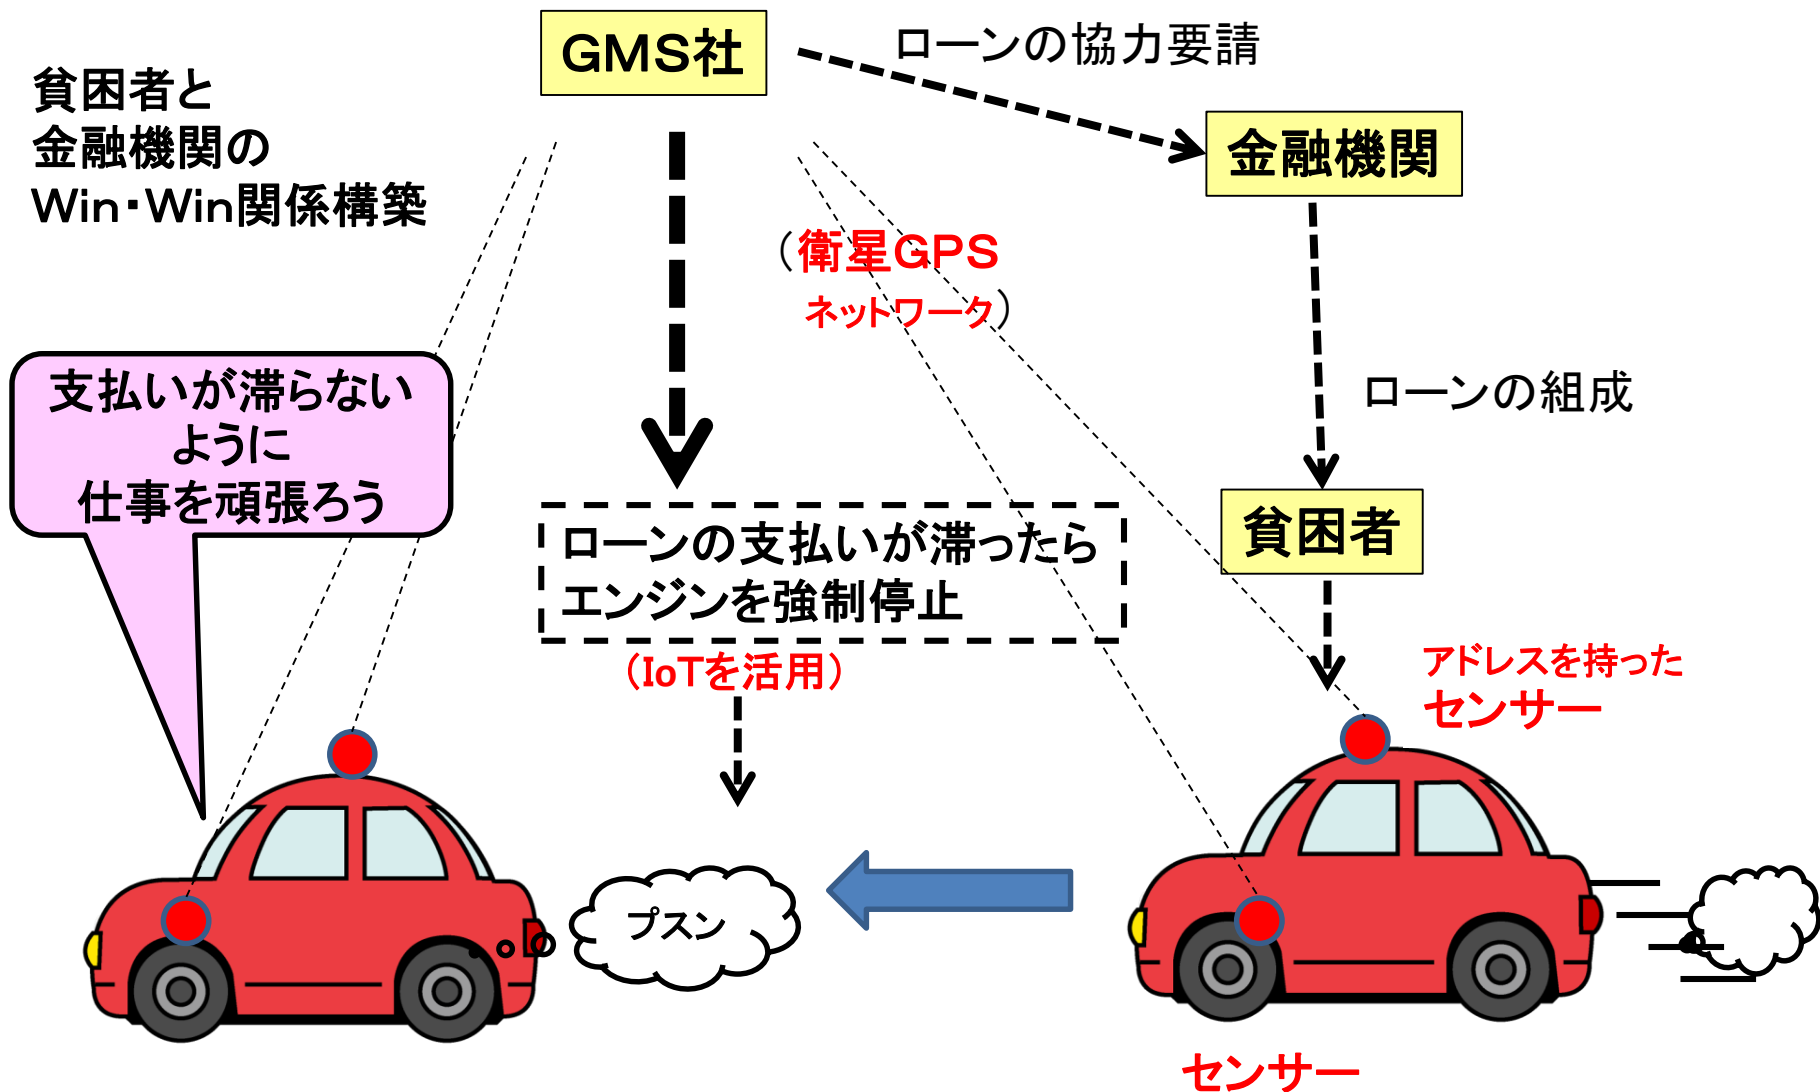 貧困者と
金融機関の
Win・Win関係構築
GMS社
ローンの協力要請
金融機関
(衛星GPS
ネットワーク)
ローンの組成
支払いが滞らない
ように
仕事を頑張ろう
ローンの支払いが滞ったら
エンジンを強制停止
(IoTを活用)
貧困者
アドレスを持った
センサー
プスン
センサー